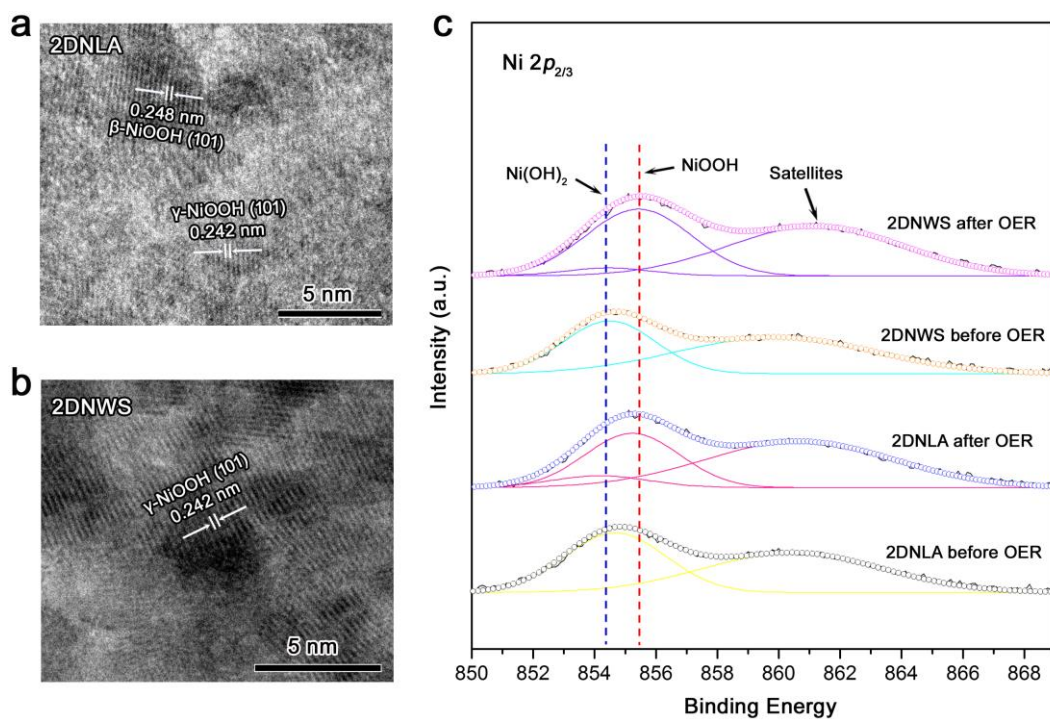 a
2DNLA
0.248 nm
β-NiOOH (101)
γ-NiOOH (101)
0.242 nm
5 nm
b
2DNWS
γ-NiOOH (101)
0.242 nm
5 nm
c
Ni 2p2/3
Ni(OH)2
NiOOH
Satellites
2DNWS after OER
2DNWS before OER
2DNLA after OER
2DNLA before OER
Intensity (a.u.)
850 852 854 856 858 860 862 864 866 868
Binding Energy